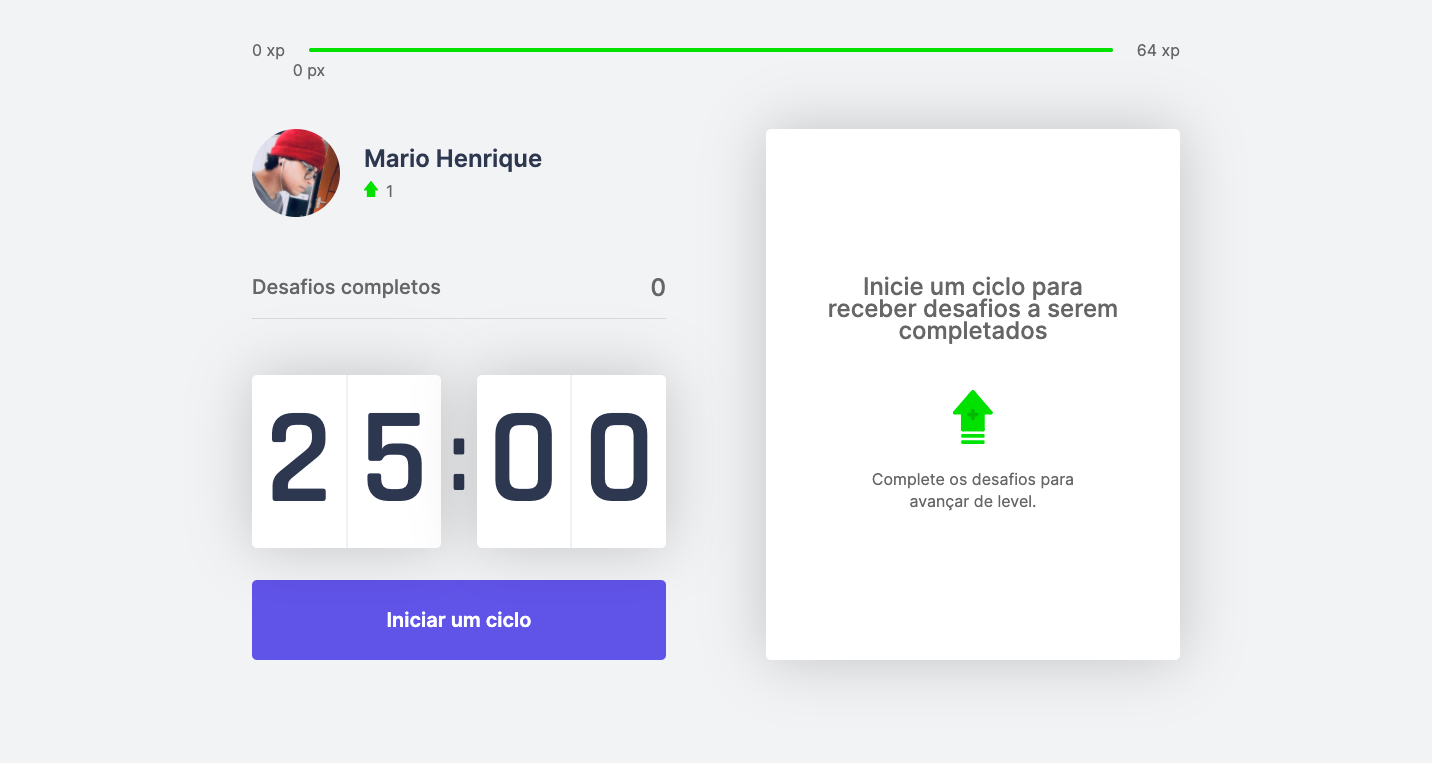 0 xp
64 xp
0 px
Mario Henrique
1
Desafios completos
0
25:00
Iniciar um ciclo
Inicie um ciclo para
receber desafios a serem
completados
Complete os desafios para
avançar de level.